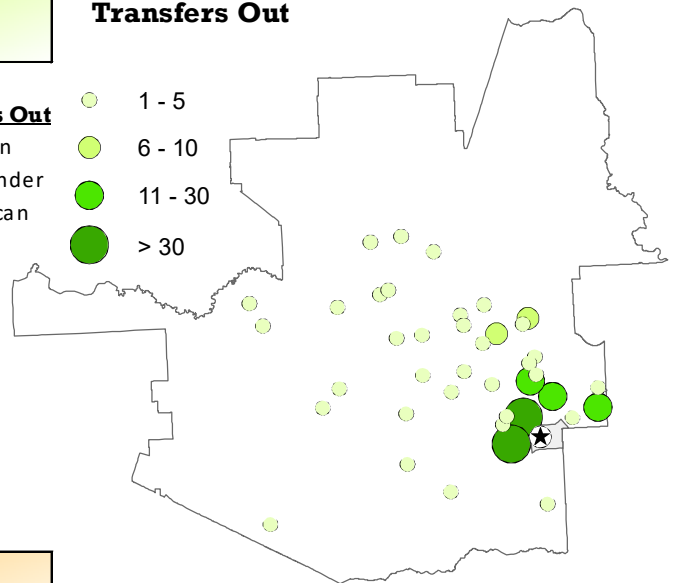 Transfers Out
s Out
n
nder
can
1 - 5
6 - 10
11 - 30
> 30